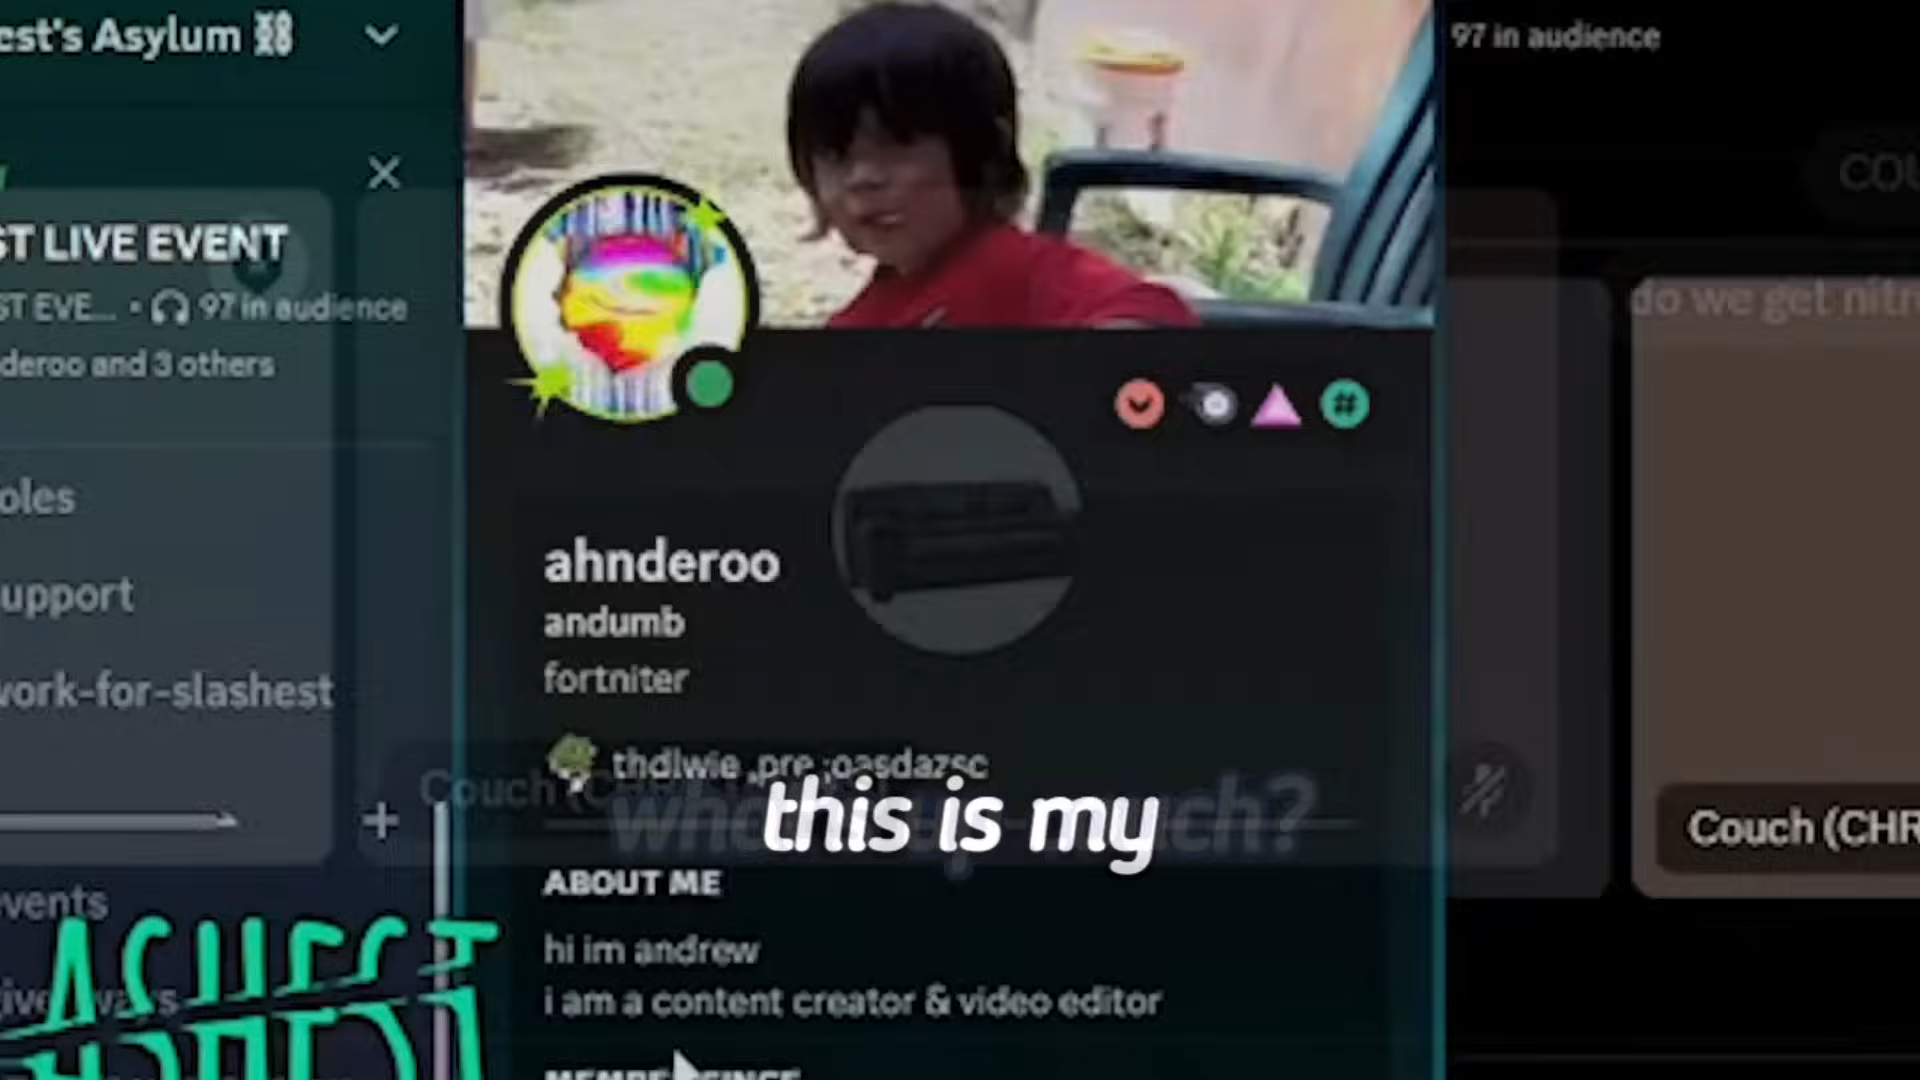 est's Asylum
ST LIVE EVENT
ST EVE... • 97 in audience
deroo and 3 others
oles
upport
work-for-slashest
vents
ahnderoo
andumb
fortniter
thdlwie ,pre ;oasdazsc
this is my
ABOUT ME
hi im andrew
i am a content creator & video editor
97 in audience
COU
do we get nitr
Couch (CHR
Couch